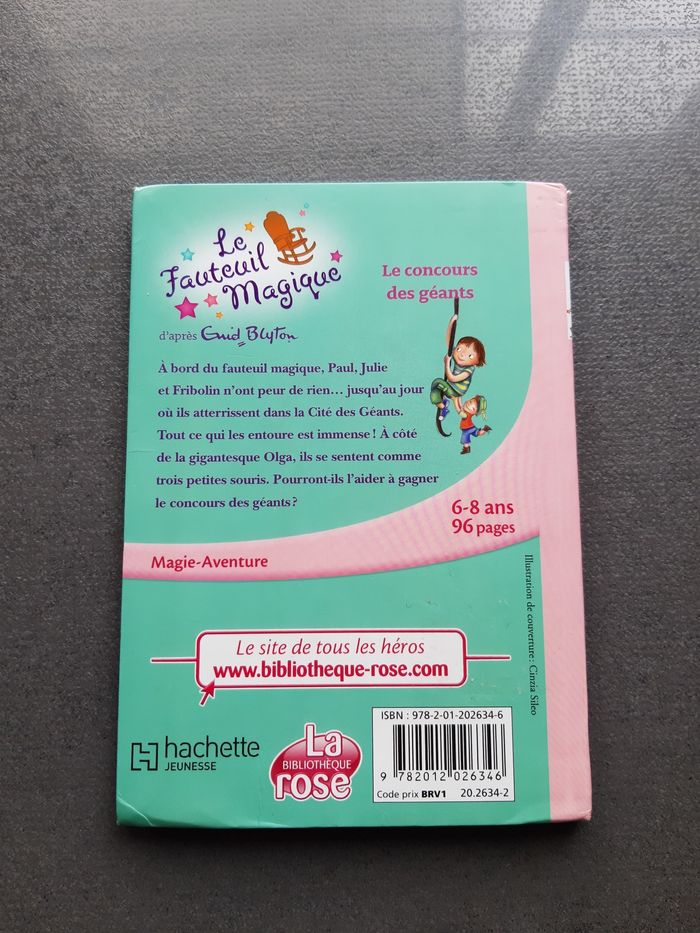 Le
Fauteuil
Magique
d'après Enid Blyton
Le concours
des géants
À bord du fauteuil magique, Paul, Julie
et Fribolin n'ont peur de rien... jusqu'au jour
où ils atterrissent dans la Cité des Géants.
Tout ce qui les entoure est immense ! À côté
de la gigantesque Olga, ils se sentent comme
trois petites souris. Pourront-ils l'aider à gagner
le concours des géants ?
6-8 ans
96 pages
Magie-Aventure
Illustration de couverture : Cinzia Sileo
Le site de tous les héros
www.bibliotheque-rose.com
hachette
JEUNESSE
La
BIBLIOTHÈQUE
rose
ISBN : 978-2-01-202634-6
9 782012 026346
Code prix BRV1 20.2634-2